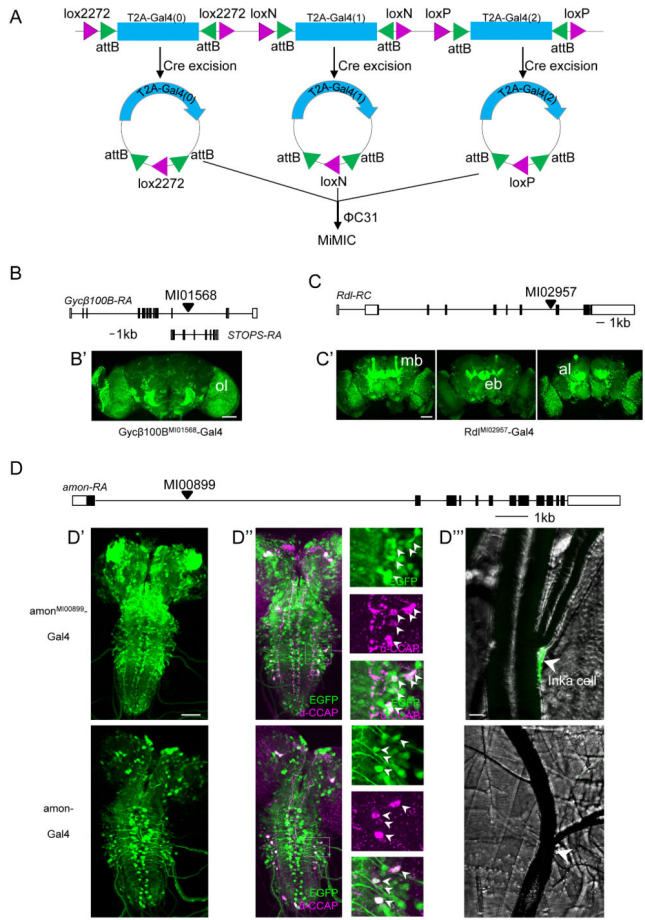 A
lox2272 T2A-Gal4(0) lox2272 loxN T2A-Gal4(1) loxN loxP T2A-Gal4(2) loxP
attB attB attB attB attB attB
Cre excision Cre excision Cre excision
T2A-Gal4(0) T2A-Gal4(1) T2A-Gal4(2)
attB attB attB attB attB attB
lox2272 loxN loxP
ΦC31
MiMIC
B
MI01568
Gycβ100B-RA
~1kb STOPS-RA
B'
ol
Gycβ100B^MI01568-Gal4
C
MI02957
Rdl-RC
1kb
C'
mb
eb
al
Rdl^MI02957-Gal4
D
MI00899
amon-RA
1kb
D' D'' D'''
amon^MI00899-
Gal4
EGFP
α-CCAP
EGFP
α-CCAP
EGFP
α-CCAP
Inka cell
amon-
Gal4
EGFP
α-CCAP